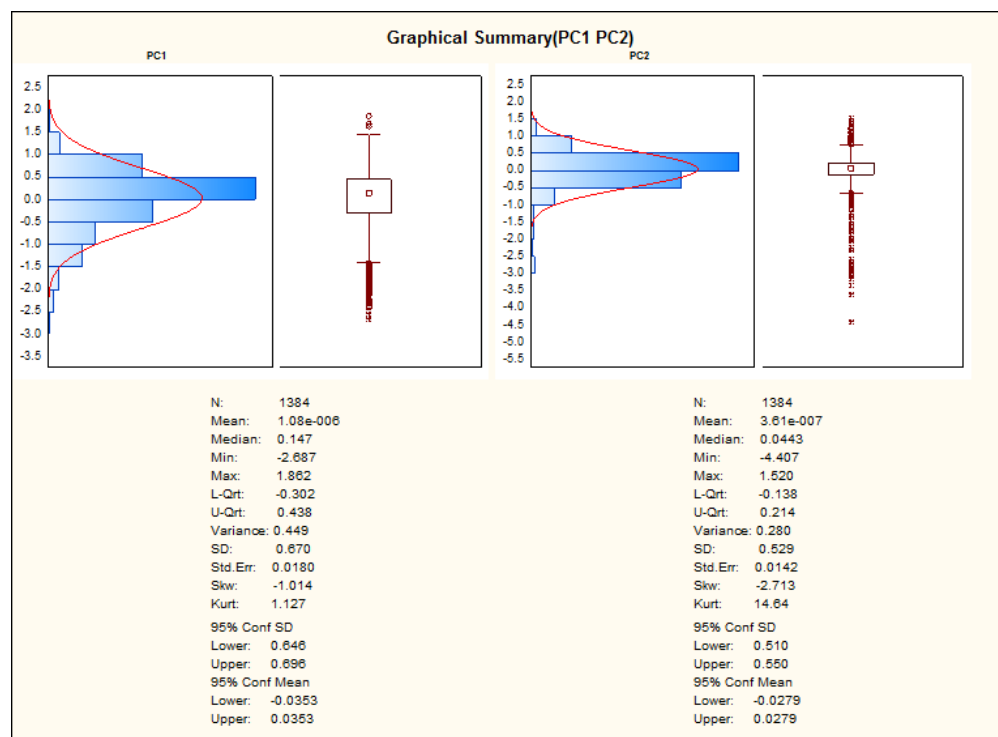 Graphical Summary(PC1 PC2)
PC1
2.5
2.0
1.5
1.0
0.5
0.0
-0.5
-1.0
-1.5
-2.0
-2.5
-3.0
-3.5
N: 1384
Mean: 1.08e-006
Median: 0.147
Min: -2.687
Max: 1.862
L-Qrt: -0.302
U-Qrt: 0.438
Variance: 0.449
SD: 0.670
Std.Err: 0.0180
Skw: -1.014
Kurt: 1.127
95% Conf SD
Lower: 0.646
Upper: 0.696
95% Conf Mean
Lower: -0.0353
Upper: 0.0353
PC2
2.5
2.0
1.5
1.0
0.5
0.0
-0.5
-1.0
-1.5
-2.0
-2.5
-3.0
-3.5
-4.0
-4.5
-5.0
-5.5
N: 1384
Mean: 3.61e-007
Median: 0.0443
Min: -4.407
Max: 1.520
L-Qrt: -0.138
U-Qrt: 0.214
Variance: 0.280
SD: 0.529
Std.Err: 0.0142
Skw: -2.713
Kurt: 14.64
95% Conf SD
Lower: 0.510
Upper: 0.550
95% Conf Mean
Lower: -0.0279
Upper: 0.0279